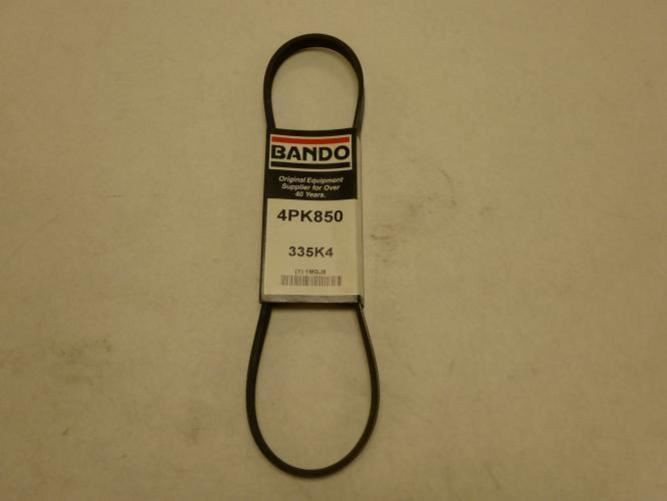 BANDO
Original Equipment
Supplier for Over
40 Years.
4PK850
335K4